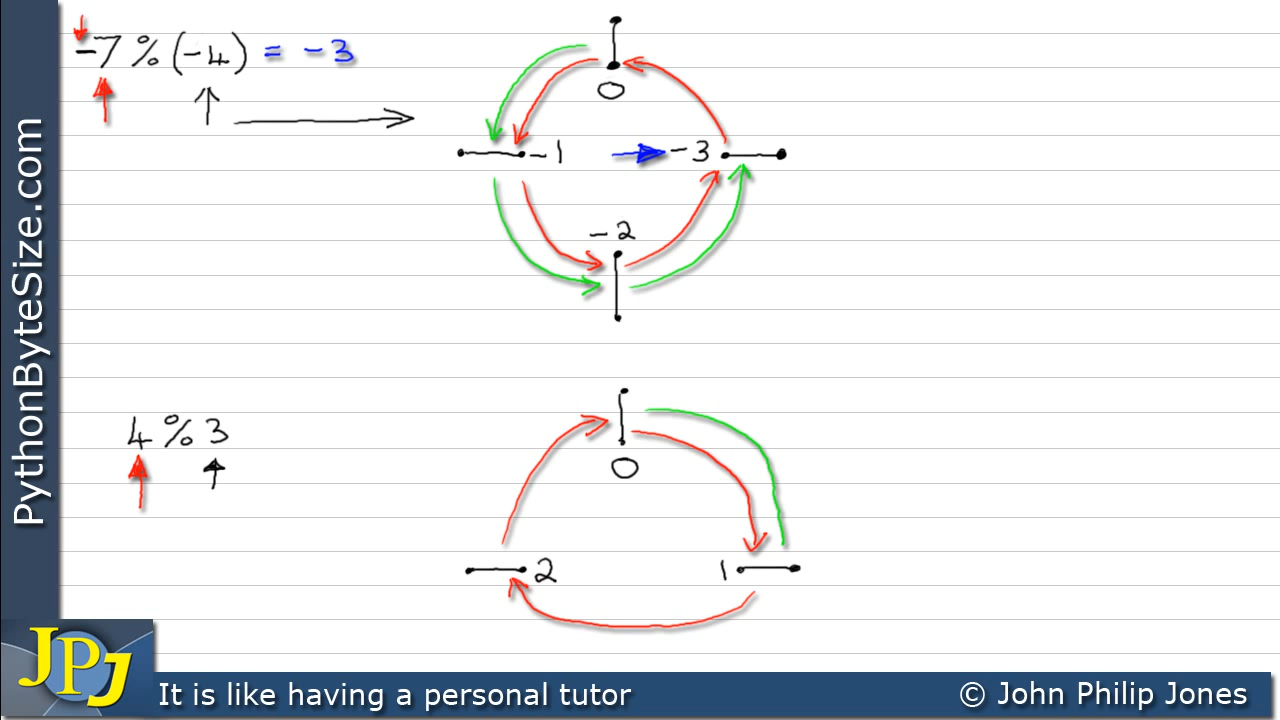 PythonByteSize.com
-7 % (-4) = -3
0
-1
-3
-2
4 % 3
0
2
1
JPJ
It is like having a personal tutor
© John Philip Jones